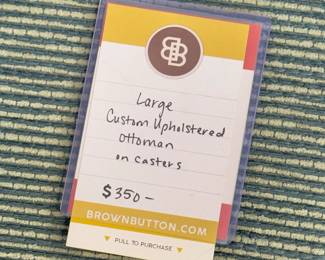 BB
Large
Custom Upholstered
Ottoman
on casters
$350-
BROWNBUTTON.COM
▼ PULL TO PURCHASE ▼